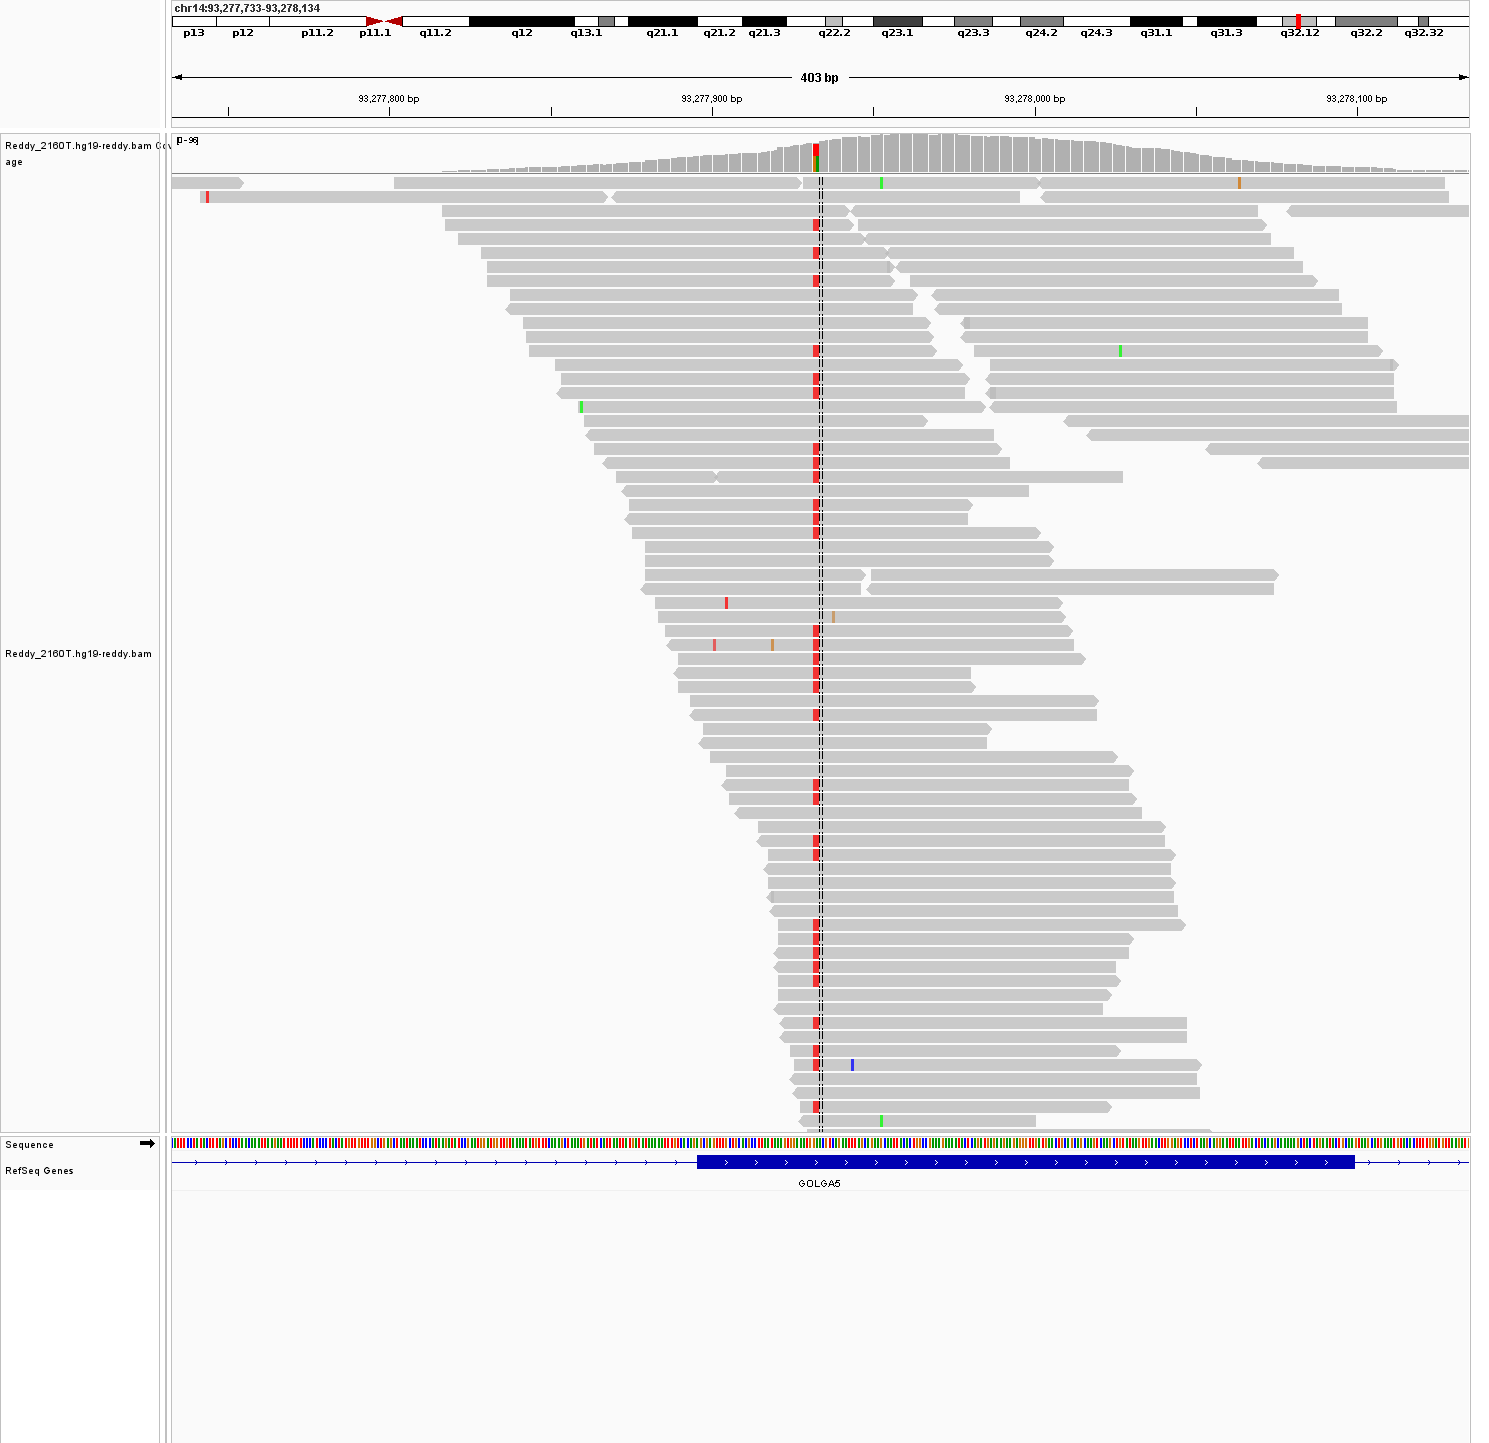 chr14:93,277,733-93,278,134
p13 p12 p11.2 p11.1 q11.2 q12 q13.1 q21.1 q21.2 q21.3 q22.2 q23.1 q23.3 q24.2 q24.3 q31.1 q31.3 q32.12 q32.2 q32.32
403 bp
93,277,800 bp 93,277,900 bp 93,278,000 bp 93,278,100 bp
Reddy_2160T.hg19-reddy.bam Cov
age
[0-96]
Reddy_2160T.hg19-reddy.bam
Sequence
RefSeq Genes
GOLGA5